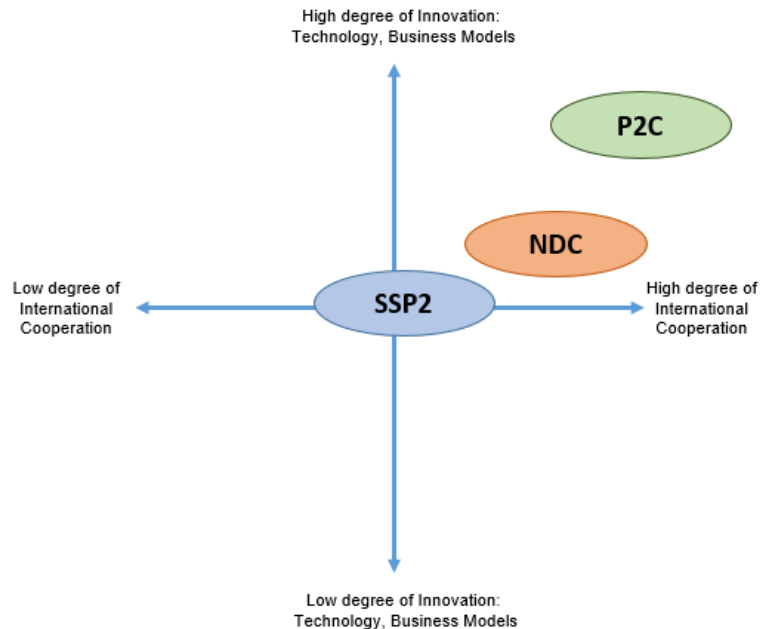 High degree of Innovation:
Technology, Business Models
P2C
NDC
Low degree of
International
Cooperation
SSP2
High degree of
International
Cooperation
Low degree of Innovation:
Technology, Business Models